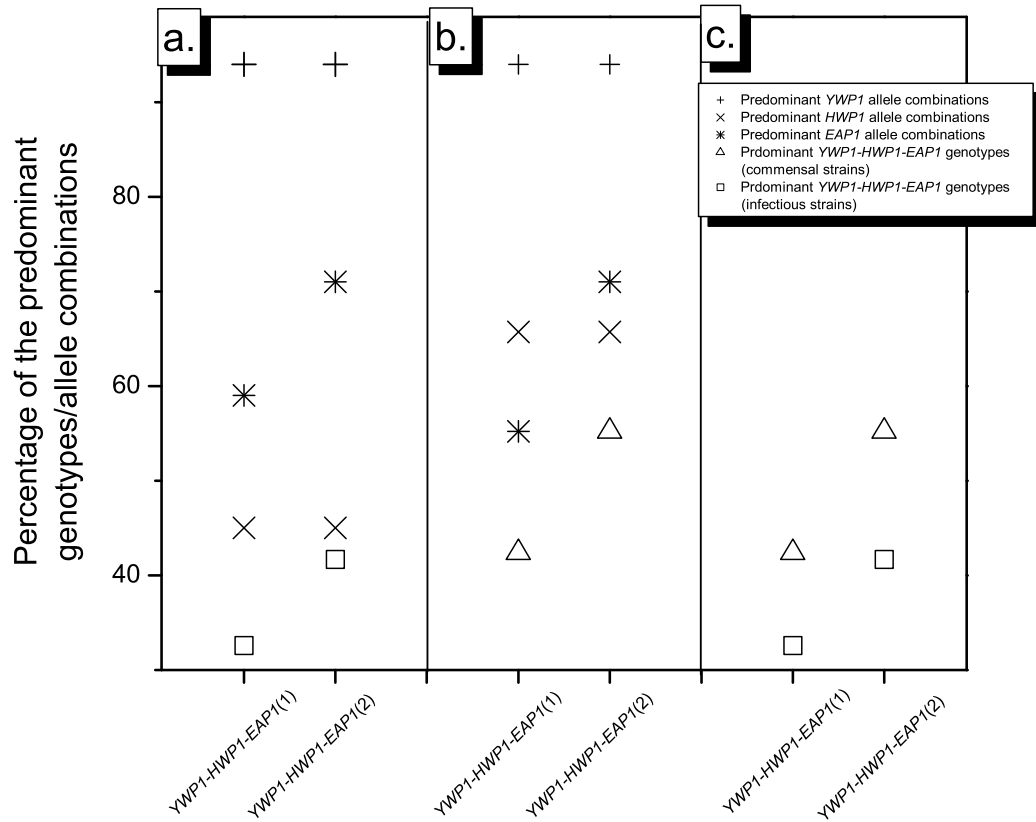 a.
b.
c.
Percentage of the predominant
genotypes/allele combinations
80
60
40
+ Predominant YWP1 allele combinations
× Predominant HWP1 allele combinations
Predominant EAP1 allele combinations
△ Prdominant YWP1-HWP1-EAP1 genotypes
(commensal strains)
□ Prdominant YWP1-HWP1-EAP1 genotypes
(infectious strains)
YWP1-HWP1-EAP1(1)
YWP1-HWP1-EAP1(2)
YWP1-HWP1-EAP1(1)
YWP1-HWP1-EAP1(2)
YWP1-HWP1-EAP1(1)
YWP1-HWP1-EAP1(2)